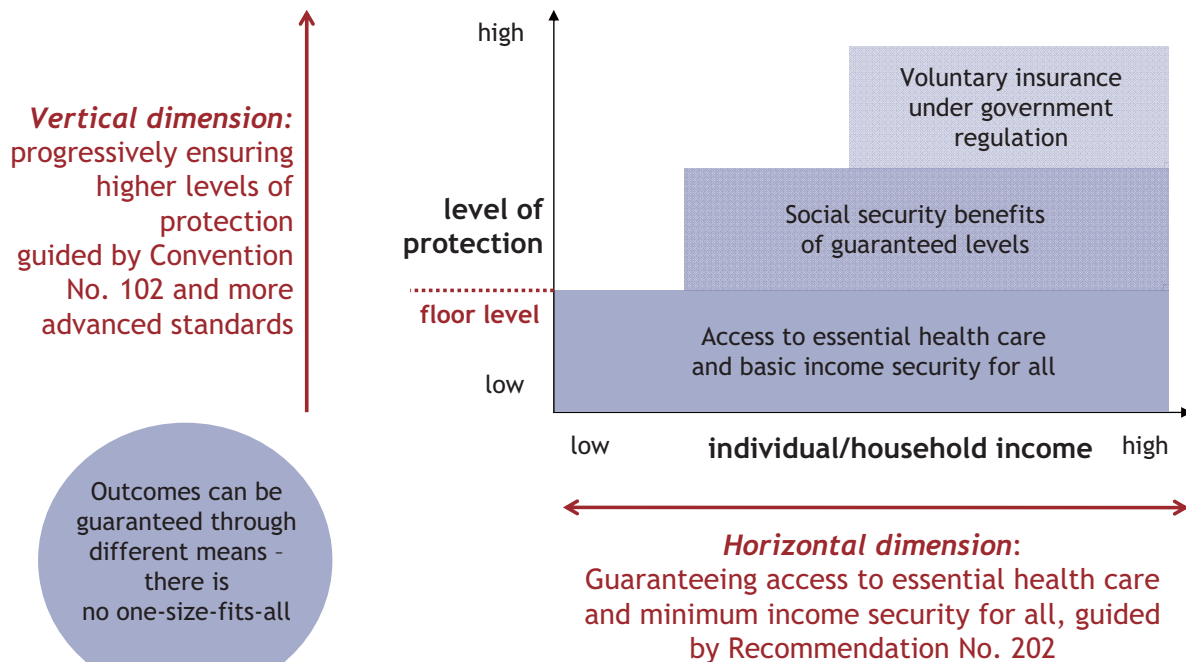 Vertical dimension:
progressively ensuring
higher levels of
protection
guided by Convention
No. 102 and more
advanced standards
Outcomes can be
guaranteed through
different means –
there is
no one-size-fits-all
high
level of
protection
floor level
low
Voluntary insurance
under government
regulation
Social security benefits
of guaranteed levels
Access to essential health care
and basic income security for all
low
individual/household income
high
Horizontal dimension:
Guaranteeing access to essential health care
and minimum income security for all, guided
by Recommendation No. 202